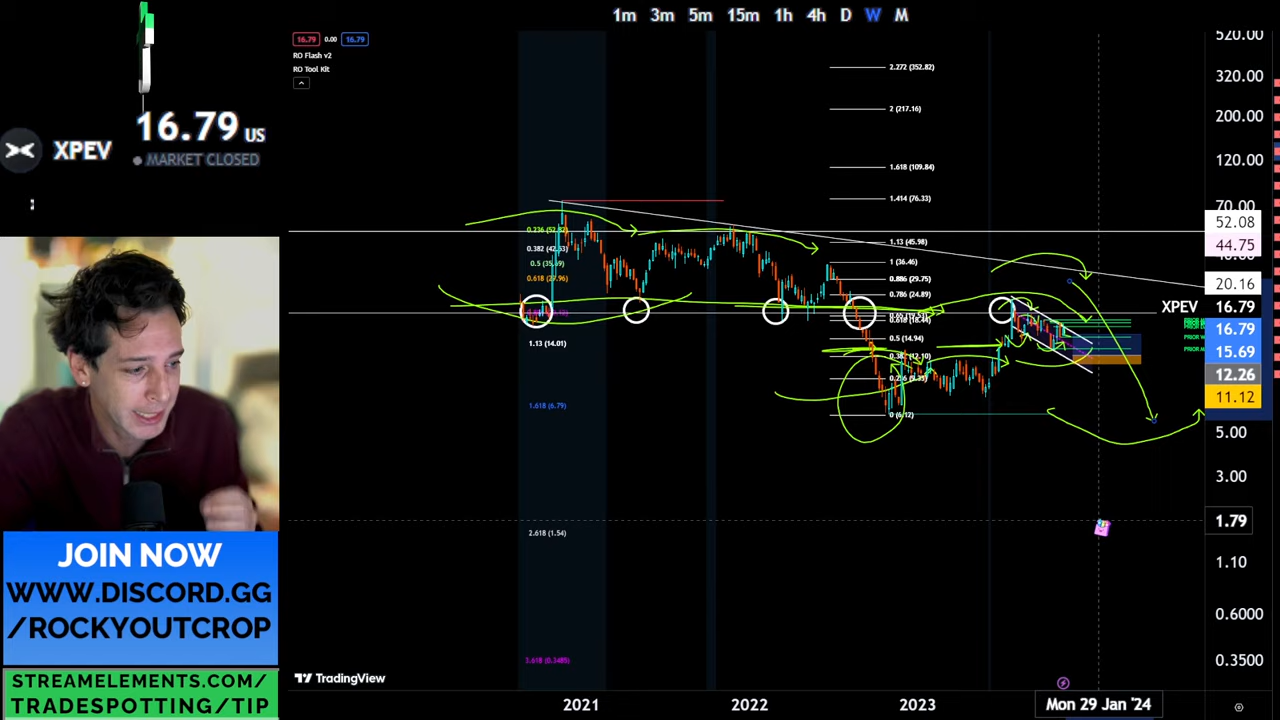 1m 3m 5m 15m 1h 4h D W M
16.79 0.00 16.79
RO Flash v2
RO Tool Kit
16.79 US
XPEV
MARKET CLOSED
2.272 (352.82)
2 (217.16)
1.618 (109.84)
1.414 (76.33)
1.13 (45.98)
1 (36.46)
0.886 (29.75)
0.786 (24.89)
0.5 (14.94)
0 (6.12)
0.382 (42.53)
1.13 (14.01)
1.618 (6.79)
2.618 (1.54)
3.618 (0.3485)
520.00
320.00
200.00
120.00
70.00
52.08
44.75
20.16
XPEV 16.79
16.79
15.69
12.26
11.12
5.00
3.00
1.79
1.10
0.6000
0.3500
2021 2022 2023 Mon 29 Jan '24
TradingView
JOIN NOW
WWW.DISCORD.GG
/ROCKYOUTCROP
STREAMELEMENTS.COM/
TRADESPOTTING/TIP